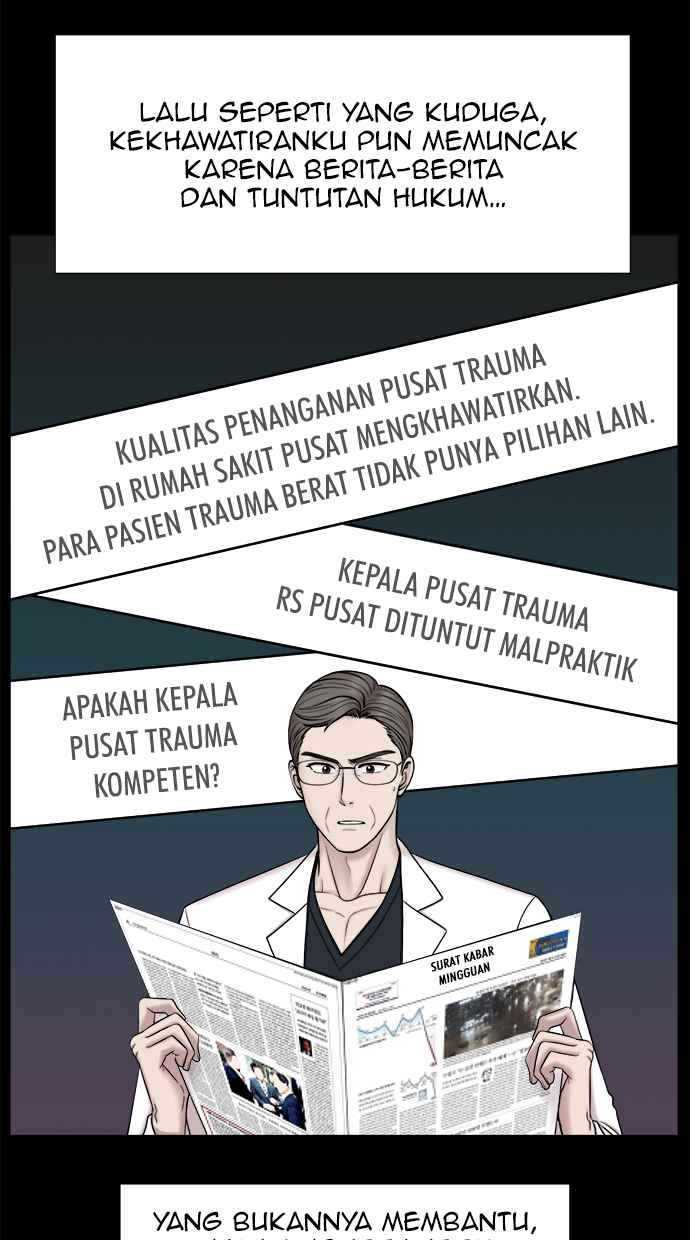 LALU SEPERTI YANG KUDUGA,
KEKHAWATIRANKU PUN MEMUNCAK
KARENA BERITA-BERITA
DAN TUNTUTAN HUKUM...
KUALITAS PENANGANAN PUSAT TRAUMA
DI RUMAH SAKIT PUSAT MENGKHAWATIRKAN.
PARA PASIEN TRAUMA BERAT TIDAK PUNYA PILIHAN LAIN.
KEPALA PUSAT TRAUMA
RS PUSAT DITUNTUT MALPRAKTIK
APAKAH KEPALA
PUSAT TRAUMA
KOMPETEN?
SURAT KABAR
MINGGUAN
YANG BUKANNYA MEMBANTU,